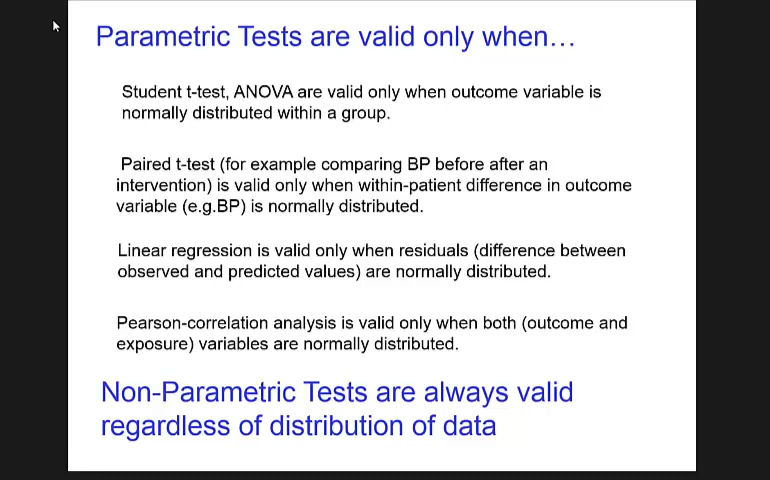 Parametric Tests are valid only when…
Student t-test, ANOVA are valid only when outcome variable is
normally distributed within a group.
Paired t-test (for example comparing BP before after an
intervention) is valid only when within-patient difference in outcome
variable (e.g.BP) is normally distributed.
Linear regression is valid only when residuals (difference between
observed and predicted values) are normally distributed.
Pearson-correlation analysis is valid only when both (outcome and
exposure) variables are normally distributed.
Non-Parametric Tests are always valid
regardless of distribution of data